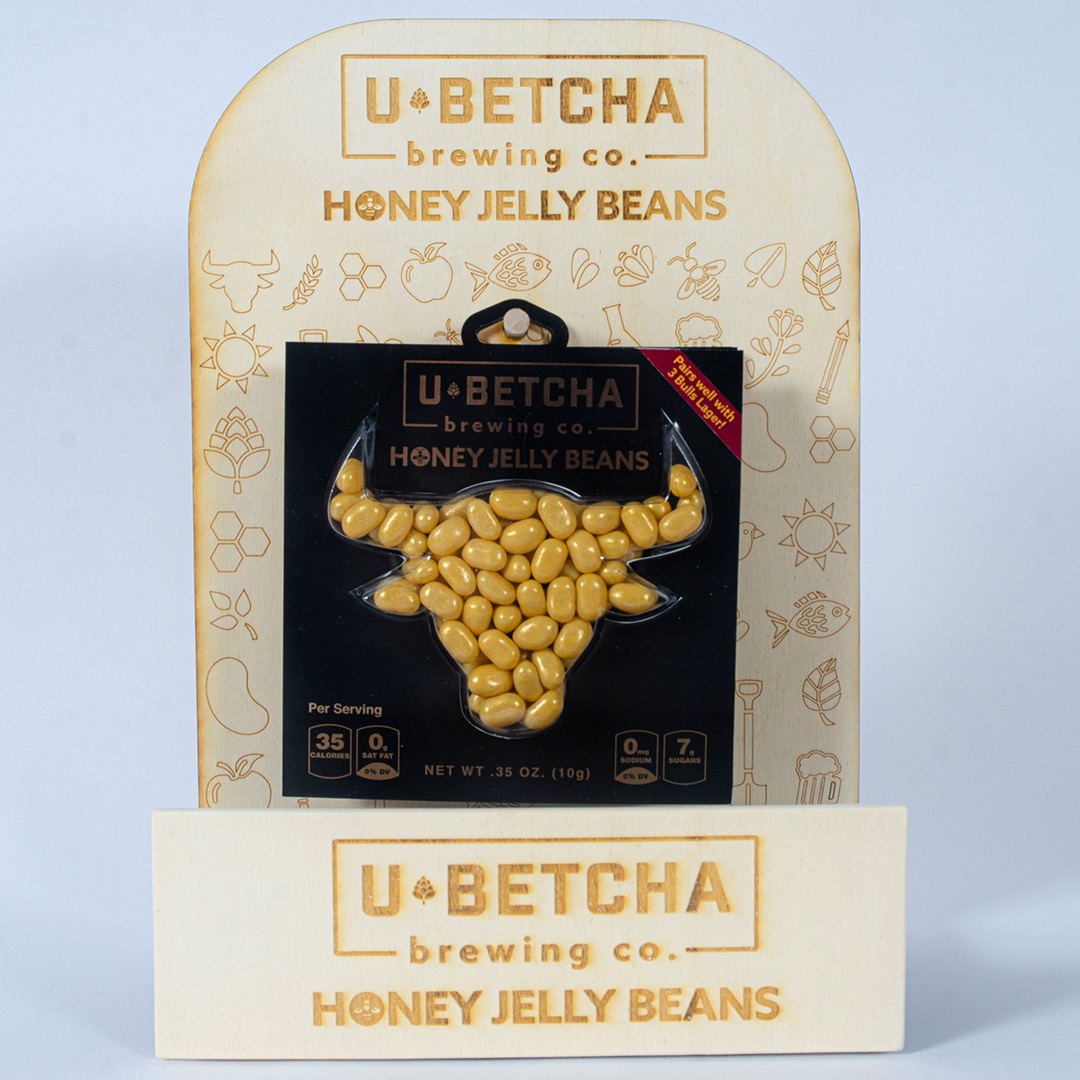 U BETCHA
brewing co.
HONEY JELLY BEANS
Pairs well with
3 Bulls Lager!
U BETCHA
brewing co.
HONEY JELLY BEANS
Per Serving
35
CALORIES
0g
SAT FAT
0% DV
NET WT .35 OZ. (10g)
0mg
SODIUM
0% DV
7g
SUGARS
U BETCHA
brewing co.
HONEY JELLY BEANS